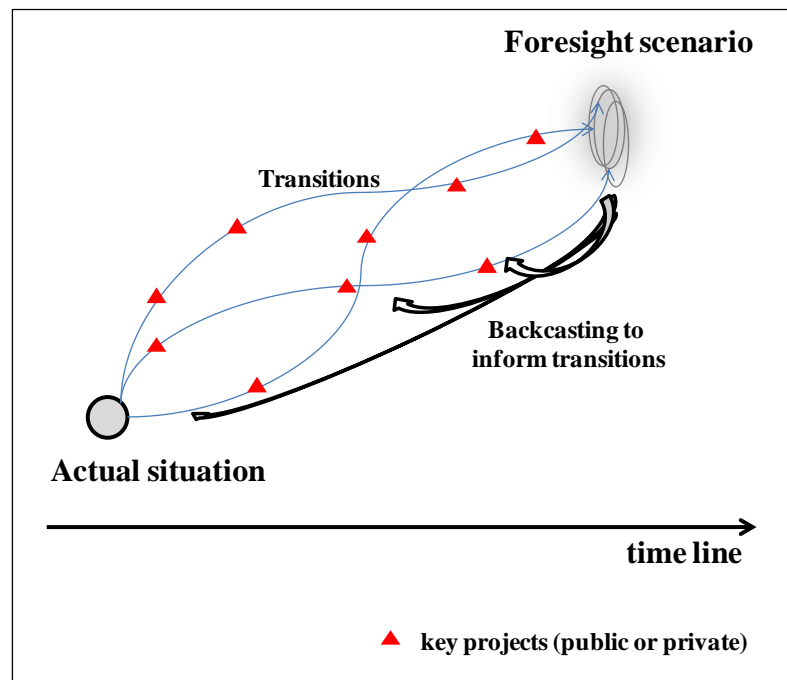 Foresight scenario
Transitions
Backcasting to
inform transitions
Actual situation
time line
key projects (public or private)